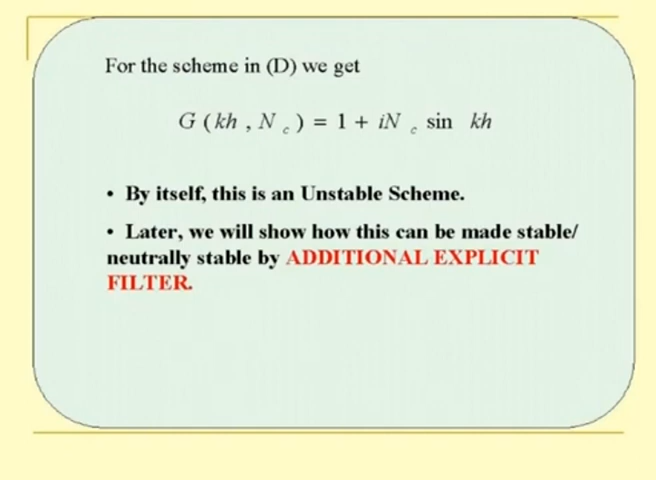 For the scheme in (D) we get
G ( kh , N c ) = 1 + iN c sin kh
• By itself, this is an Unstable Scheme.
• Later, we will show how this can be made stable/
neutrally stable by ADDITIONAL EXPLICIT
FILTER.